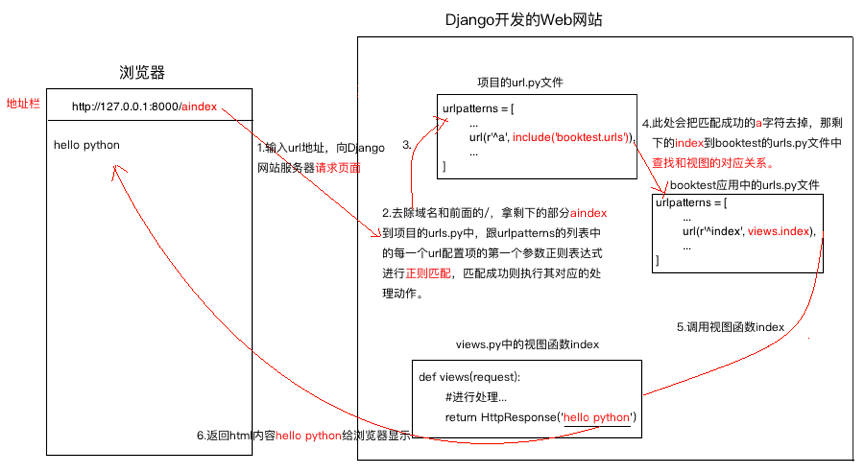 Django开发的Web网站
浏览器
地址栏
http://127.0.0.1:8000/aindex
hello python
1.输入url地址，向Django
网站服务器请求页面
项目的url.py文件
urlpatterns = [
...
url(r'^a', include('booktest.urls')),
...
]
3.
2.去除域名和前面的/，拿剩下的部分aindex
到项目的urls.py中，跟urlpatterns的列表中
的每一个url配置项的第一个参数正则表达式
进行正则匹配，匹配成功则执行其对应的处
理动作。
4.此处会把匹配成功的a字符去掉，那剩
下的index到booktest的urls.py文件中
查找和视图的对应关系。
booktest应用中的urls.py文件
urlpatterns = [
...
url(r'^index', views.index),
...
]
5.调用视图函数index
views.py中的视图函数index
def views(request):
#进行处理...
return HttpResponse('hello python')
6.返回html内容hello python给浏览器显示